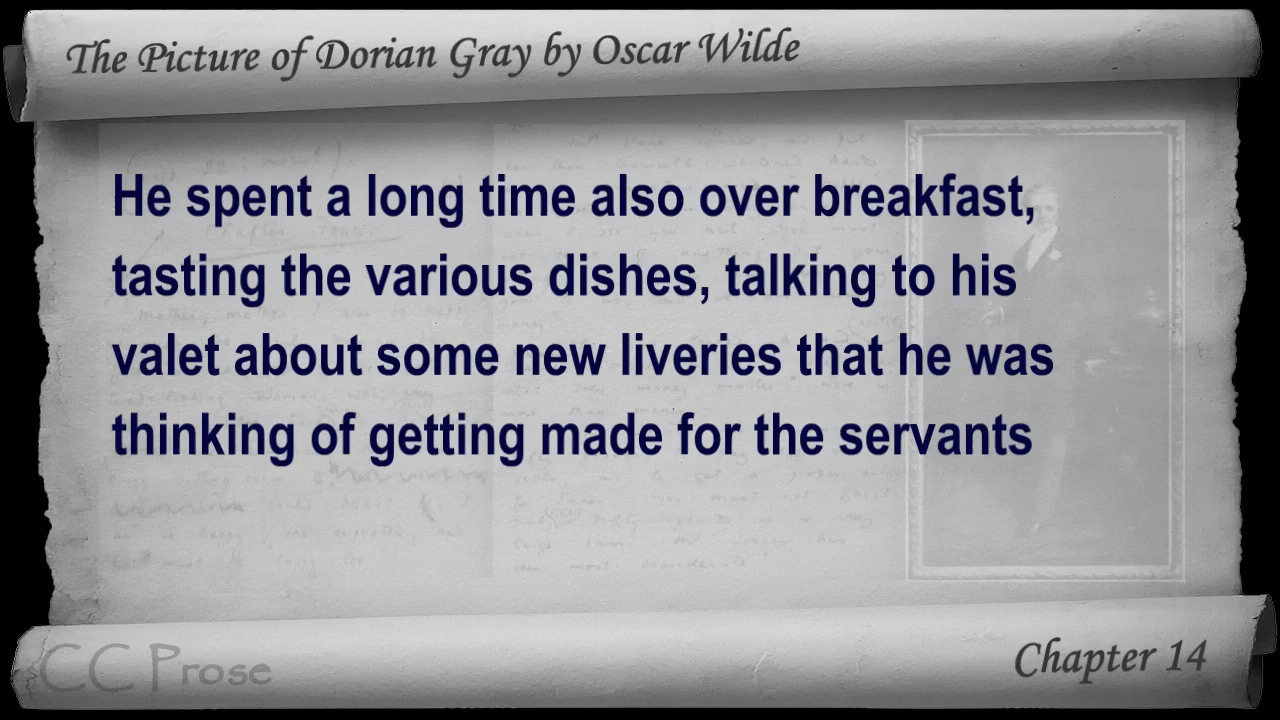 The Picture of Dorian Gray by Oscar Wilde
He spent a long time also over breakfast,
tasting the various dishes, talking to his
valet about some new liveries that he was
thinking of getting made for the servants
CC Prose
Chapter 14